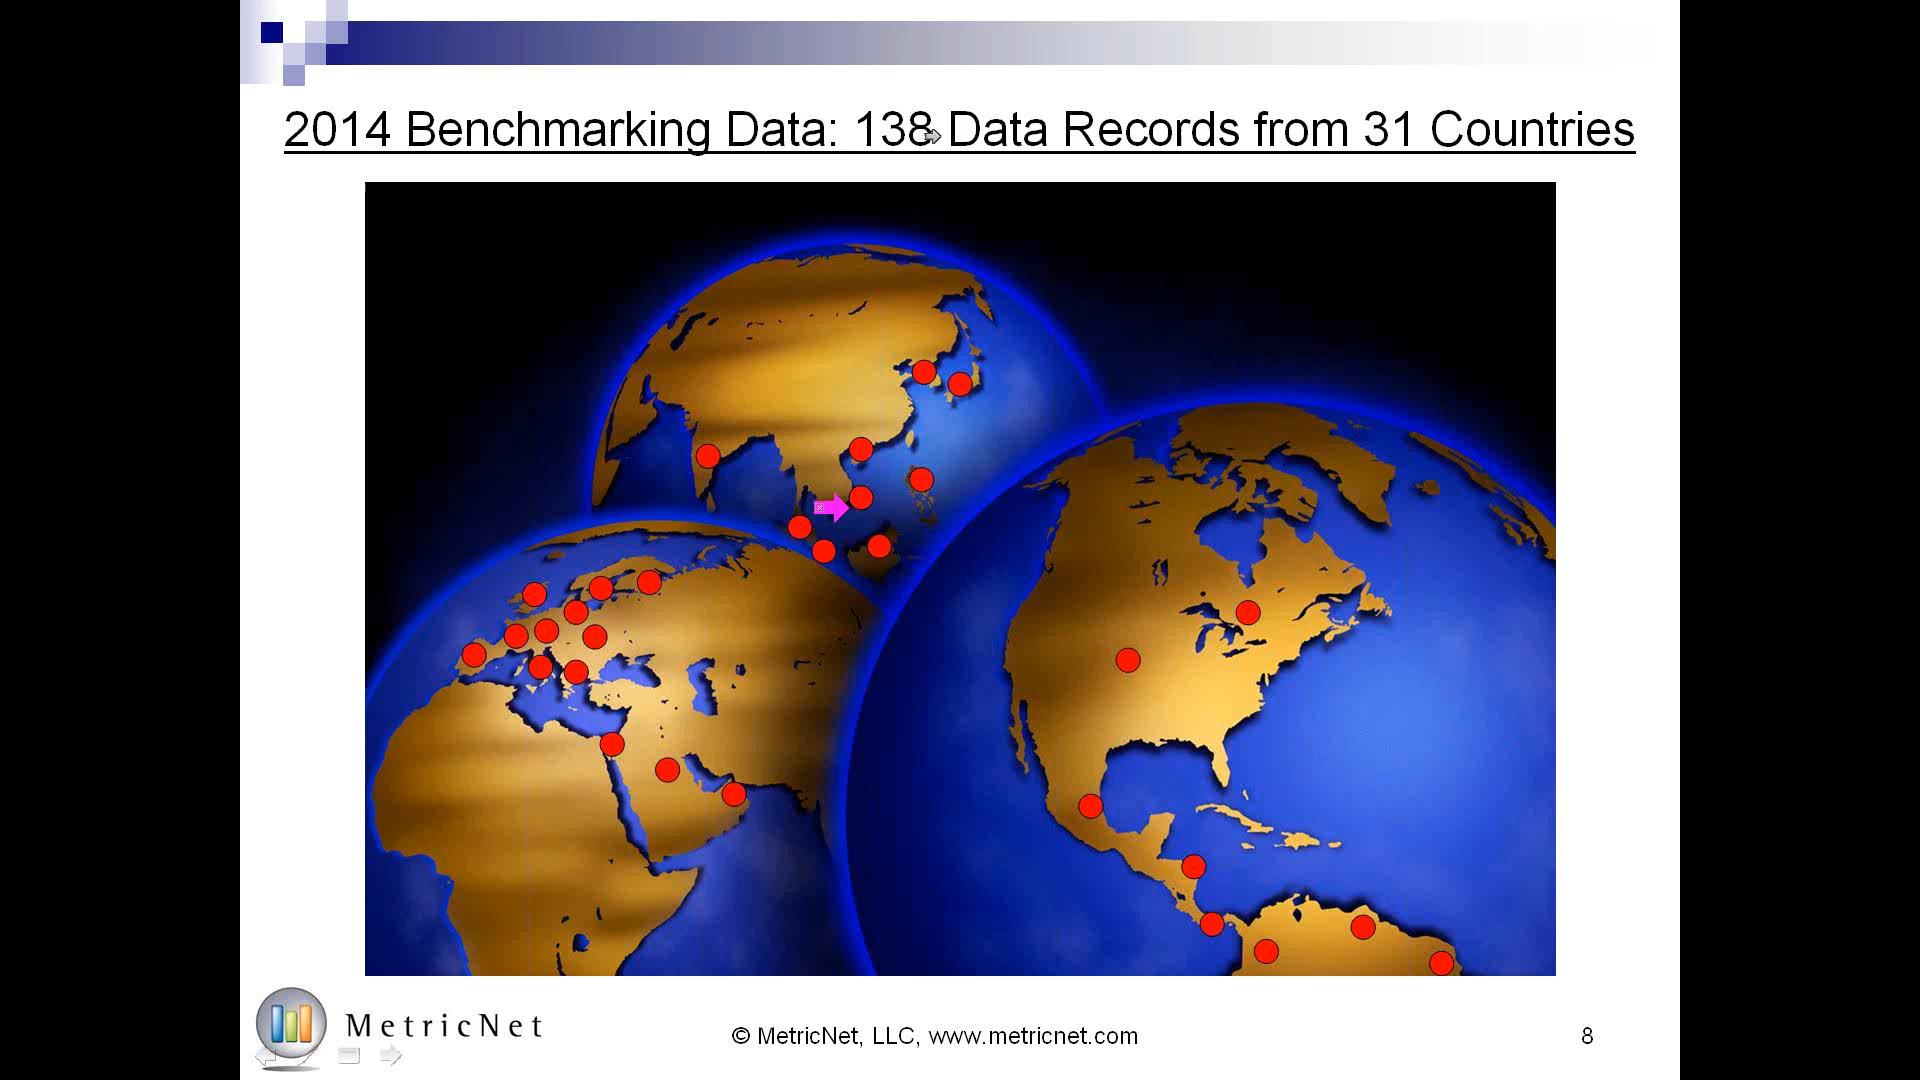 2014 Benchmarking Data: 138 Data Records from 31 Countries
MetricNet
© MetricNet, LLC, www.metricnet.com
8